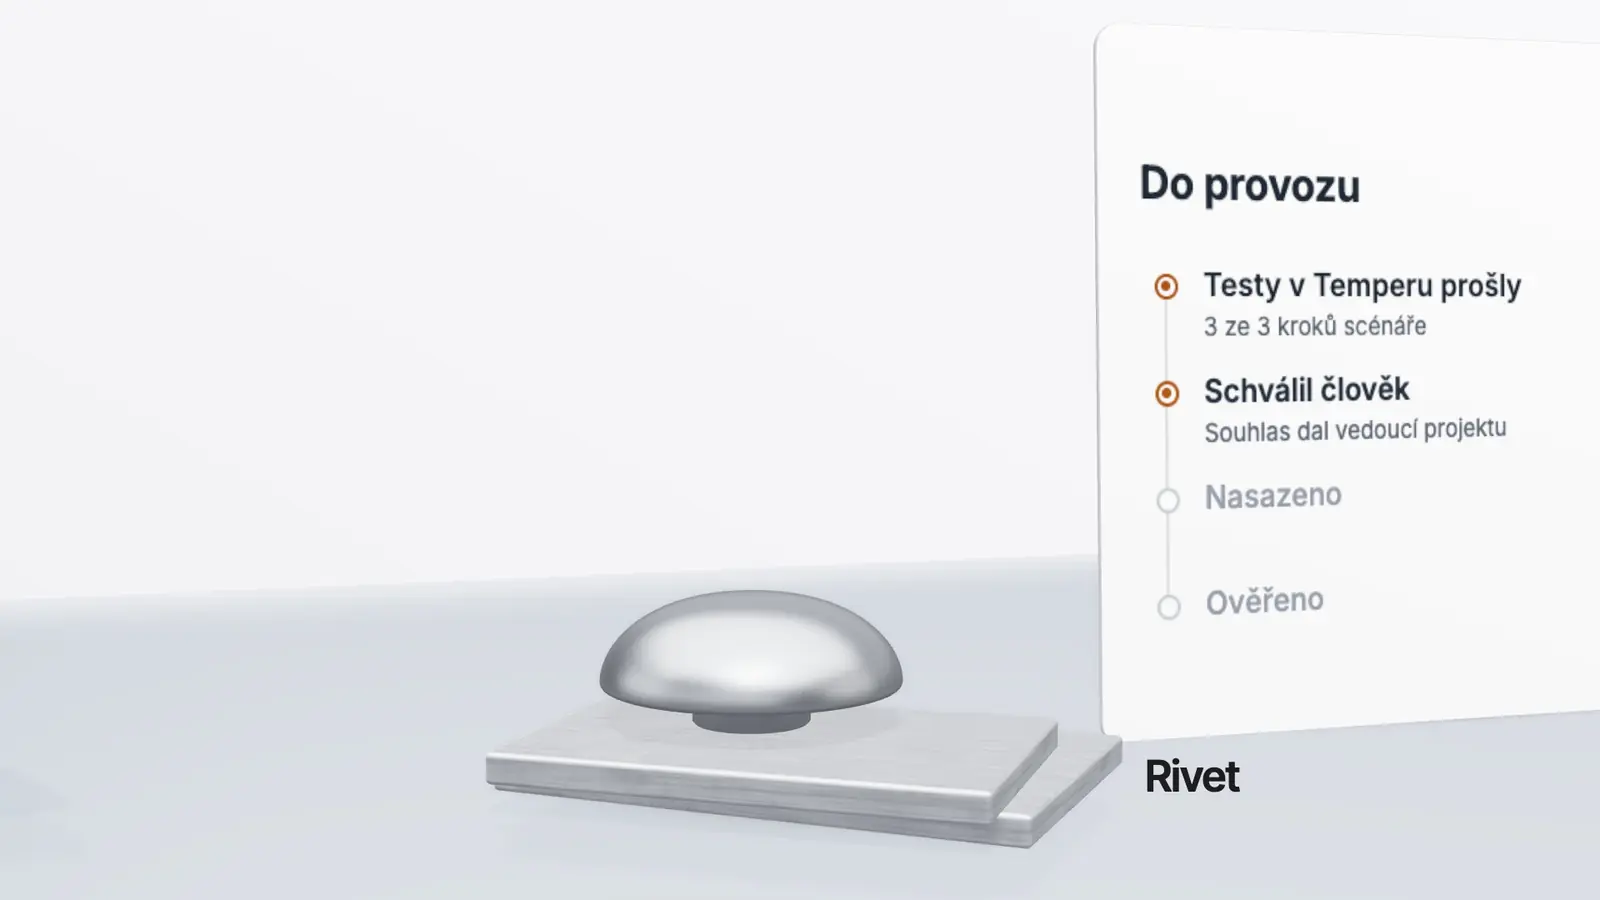 Do provozu
Testy v Temperu prošly
3 ze 3 kroků scénáře
Schválil člověk
Souhlas dal vedoucí projektu
Nasazeno
Ověřeno
Rivet